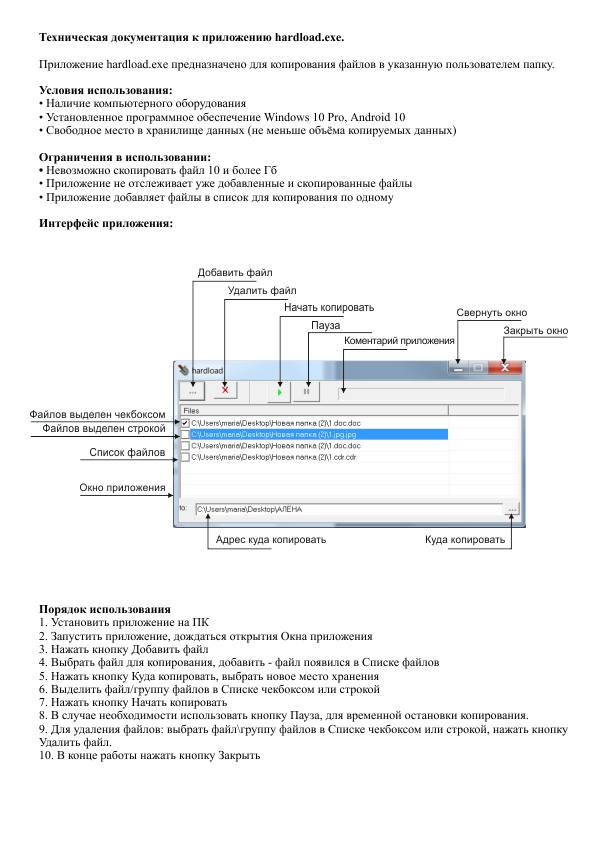 Техническая документация к приложению hardload.exe.
Приложение hardload.exe предназначено для копирования файлов в указанную пользователем папку.
Условия использования:
• Наличие компьютерного оборудования
• Установленное программное обеспечение Windows 10 Pro, Android 10
• Свободное место в хранилище данных (не меньше объёма копируемых данных)
Ограничения в использовании:
• Невозможно скопировать файл 10 и более Гб
• Приложение не отслеживает уже добавленные и скопированные файлы
• Приложение добавляет файлы в список для копирования по одному
Интерфейс приложения:
Добавить файл
Удалить файл
Начать копировать
Пауза
Коментарий приложения
Свернуть окно
Закрыть окно
hardload
...
Files
Файлов выделен чекбоксом
C:\Users\maria\Desktop\Новая папка (2)\1.doc.doc
Файлов выделен строкой
C:\Users\maria\Desktop\Новая папка (2)\1.jpg.jpg
C:\Users\maria\Desktop\Новая папка (2)\1.doc.doc
Список файлов
C:\Users\maria\Desktop\Новая папка (2)\1.cdr.cdr
Окно приложения
to: C:\Users\maria\Desktop\АЛЁНА ...
Адрес куда копировать
Куда копировать
Порядок использования
1. Установить приложение на ПК
2. Запустить приложение, дождаться открытия Окна приложения
3. Нажать кнопку Добавить файл
4. Выбрать файл для копирования, добавить - файл появился в Списке файлов
5. Нажать кнопку Куда копировать, выбрать новое место хранения
6. Выделить файл/группу файлов в Списке чекбоксом или строкой
7. Нажать кнопку Начать копировать
8. В случае необходимости использовать кнопку Пауза, для временной остановки копирования.
9. Для удаления файлов: выбрать файл\группу файлов в Списке чекбоксом или строкой, нажать кнопку
Удалить файл.
10. В конце работы нажать кнопку Закрыть